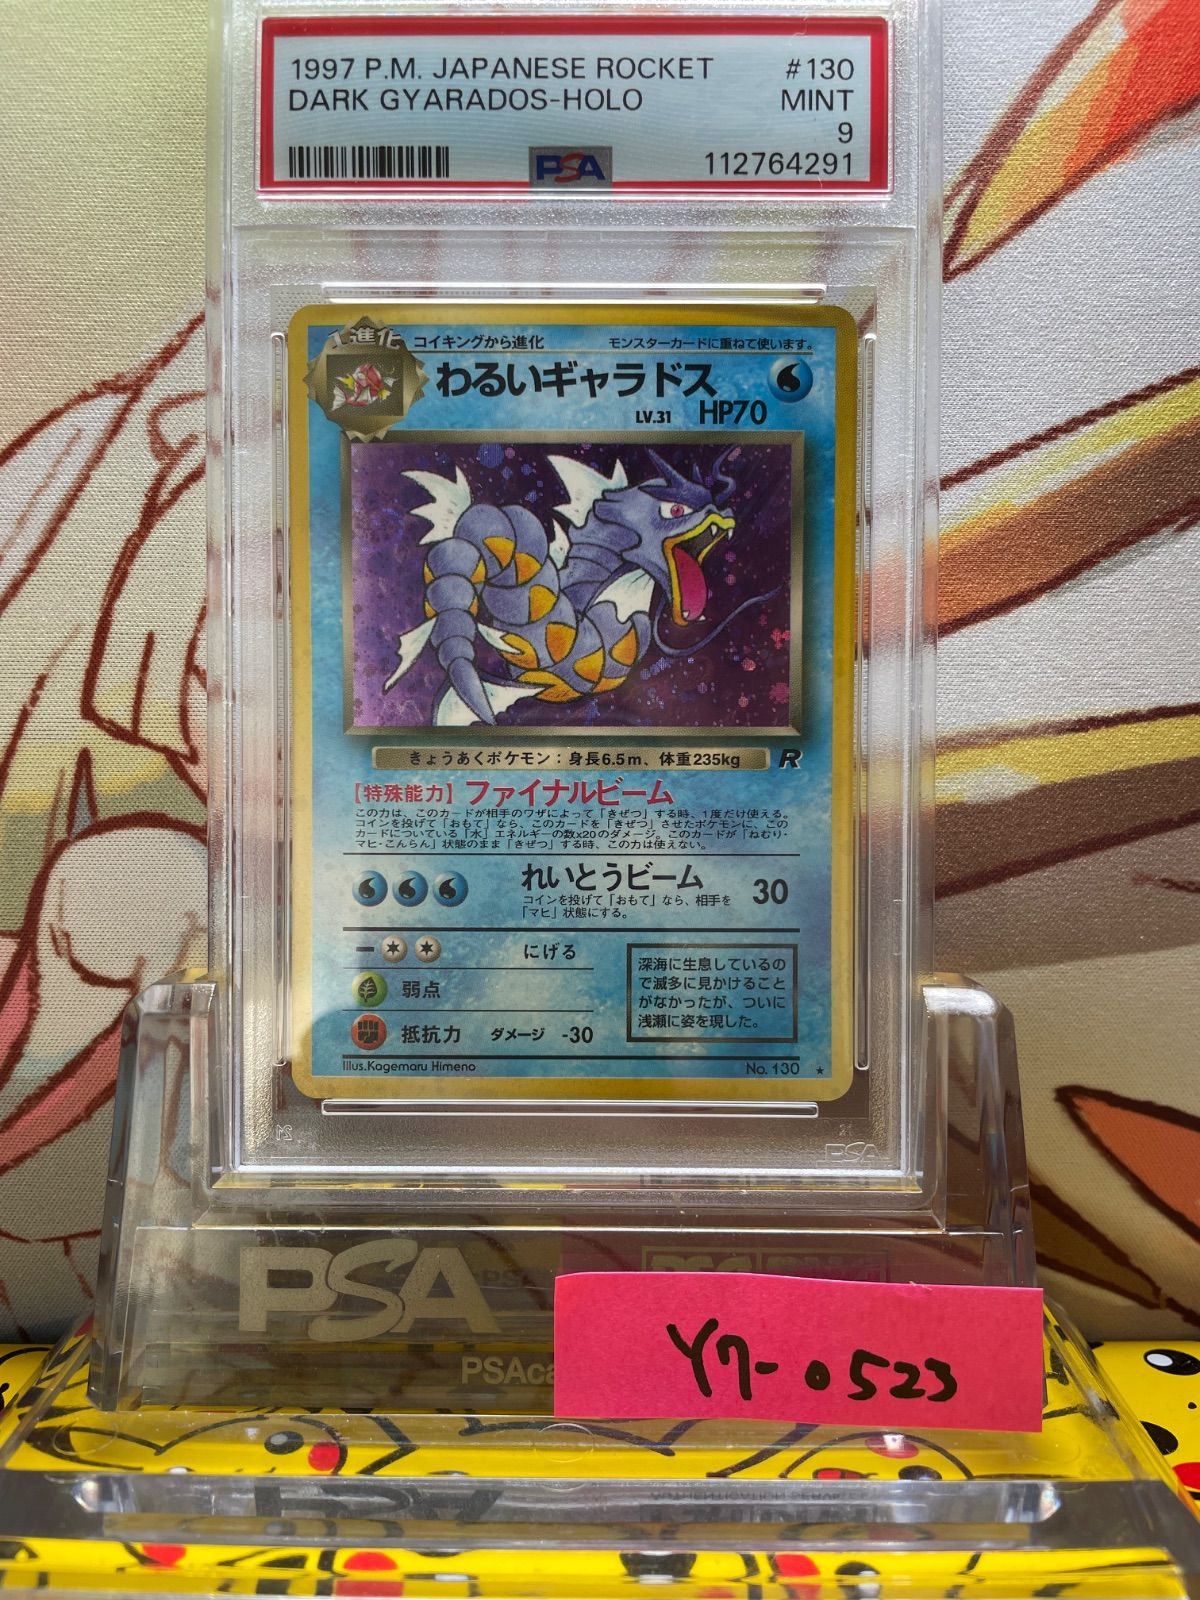 1997 P.M. JAPANESE ROCKET #130
DARK GYARADOS-HOLO MINT
9
PSA 112764291
1進化 コイキングから進化 モンスターカードに重ねて使います。
わるいギャラドス
LV.31 HP70
きょうあくポケモン:身長6.5m、体重235kg R
【特殊能力】ファイナルビーム
この力は、このカードが相手のワザによって「きぜつ」する時、1度だけ使える。
コインを投げて「おもて」なら、このカードを「きぜつ」させたポケモンに、この
カードについている「水」エネルギーの数x20のダメージ。このカードが「ねむり・
マヒ・こんらん」状態のまま「きぜつ」する時、この力は使えない。
れいとうビーム 30
コインを投げて「おもて」なら、相手を
「マヒ」状態にする。
にげる
弱点
抵抗力 ダメージ -30
深海に生息しているの
で滅多に見かけること
がなかったが、ついに
浅瀬に姿を現した。
Illus.Kagemaru Himeno No. 130 ★
PSA
PSA
PSAca
Yワ-0523